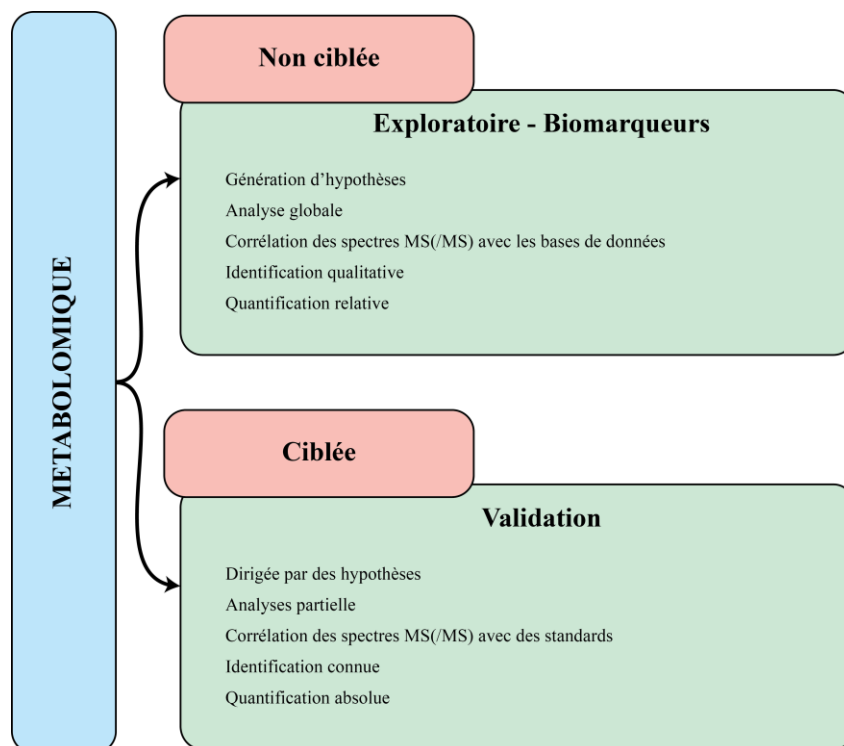 METABOLOMIQUE
Non ciblée
Exploratoire - Biomarqueurs
Génération d'hypothèses
Analyse globale
Corrélation des spectres MS(/MS) avec les bases de données
Identification qualitative
Quantification relative
Ciblée
Validation
Dirigée par des hypothèses
Analyses partielle
Corrélation des spectres MS(/MS) avec des standards
Identification connue
Quantification absolue